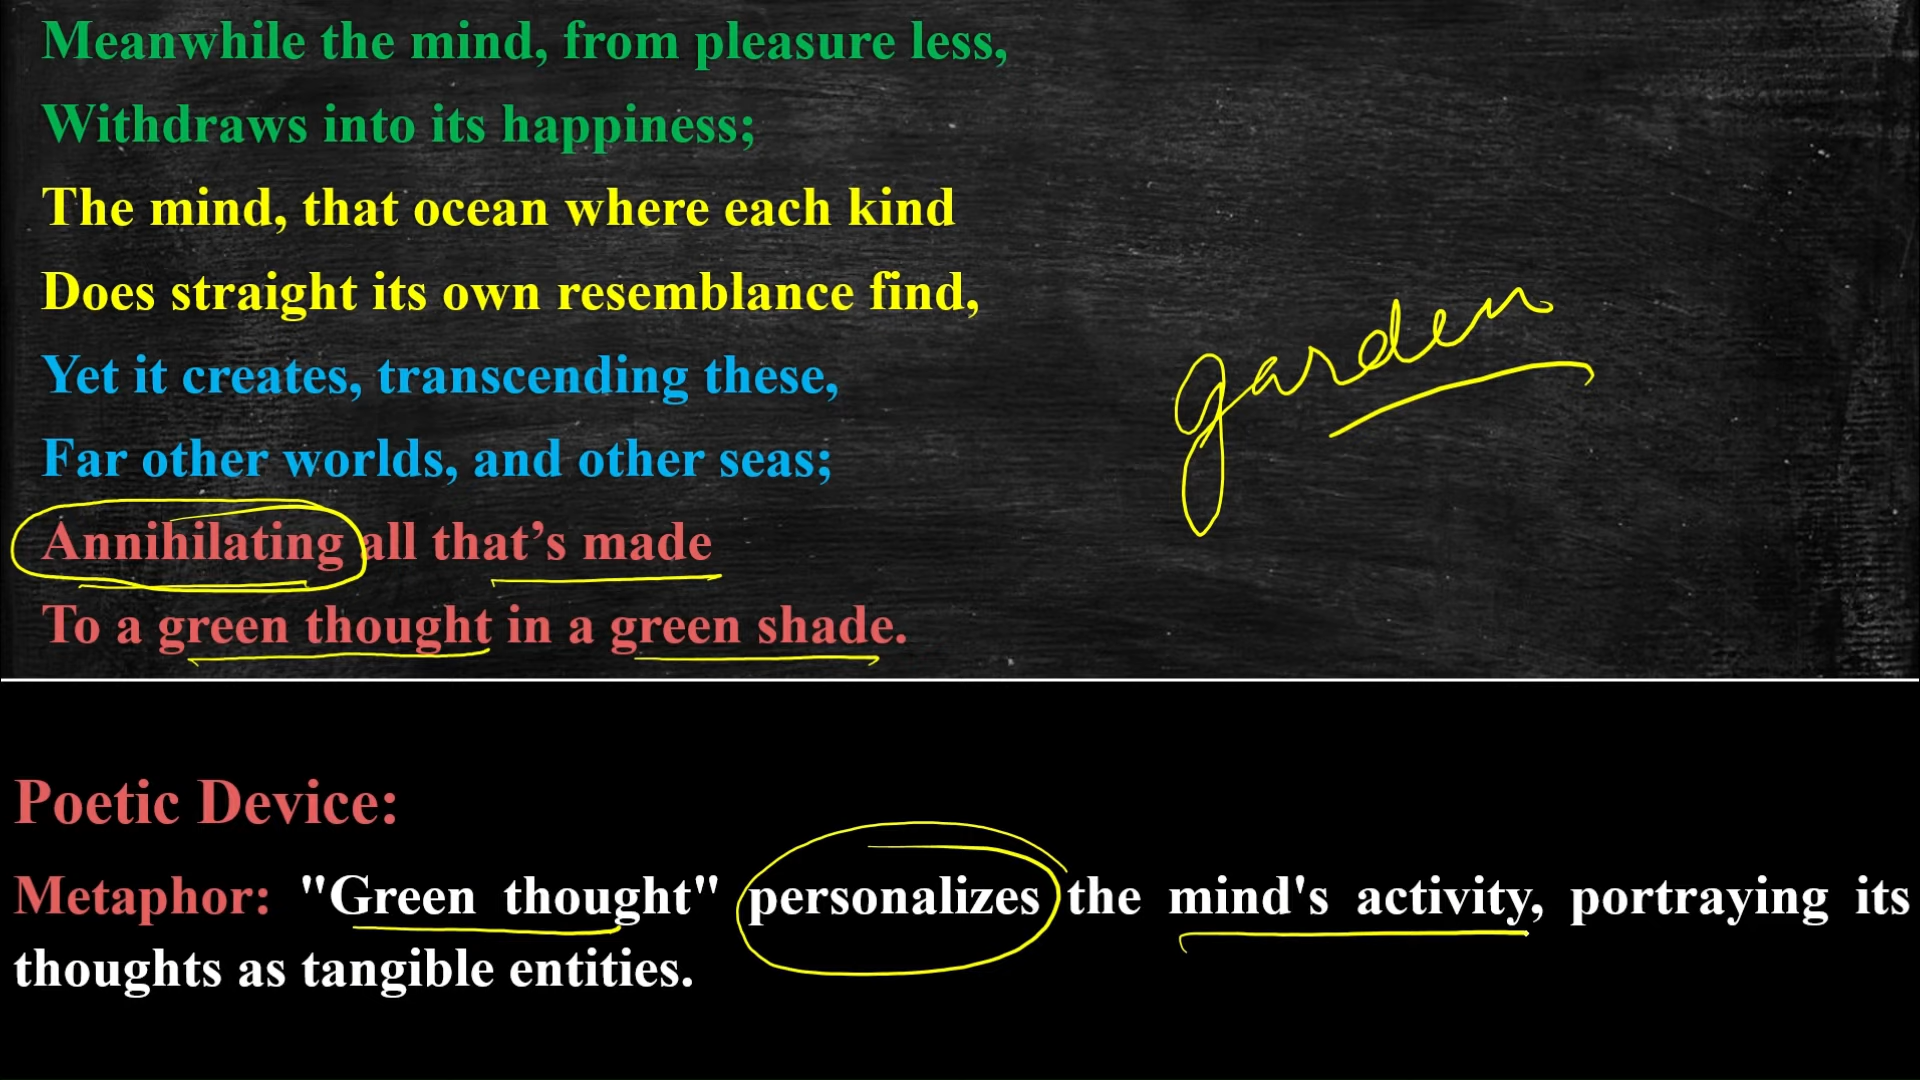 Meanwhile the mind, from pleasure less,
Withdraws into its happiness;
The mind, that ocean where each kind
Does straight its own resemblance find,
Yet it creates, transcending these,
Far other worlds, and other seas;
Annihilating all that’s made
To a green thought in a green shade.
garden
Poetic Device:
Metaphor: "Green thought" personalizes the mind's activity, portraying its
thoughts as tangible entities.